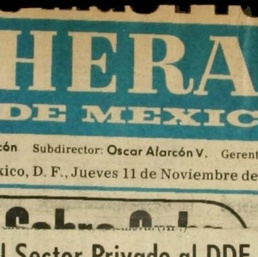 HERA
DE MEXIC
cón Subdirector: Oscar Alarcón V. Gerent
xico, D. F., Jueves 11 de Noviembre de
l Sector Privado al DDF